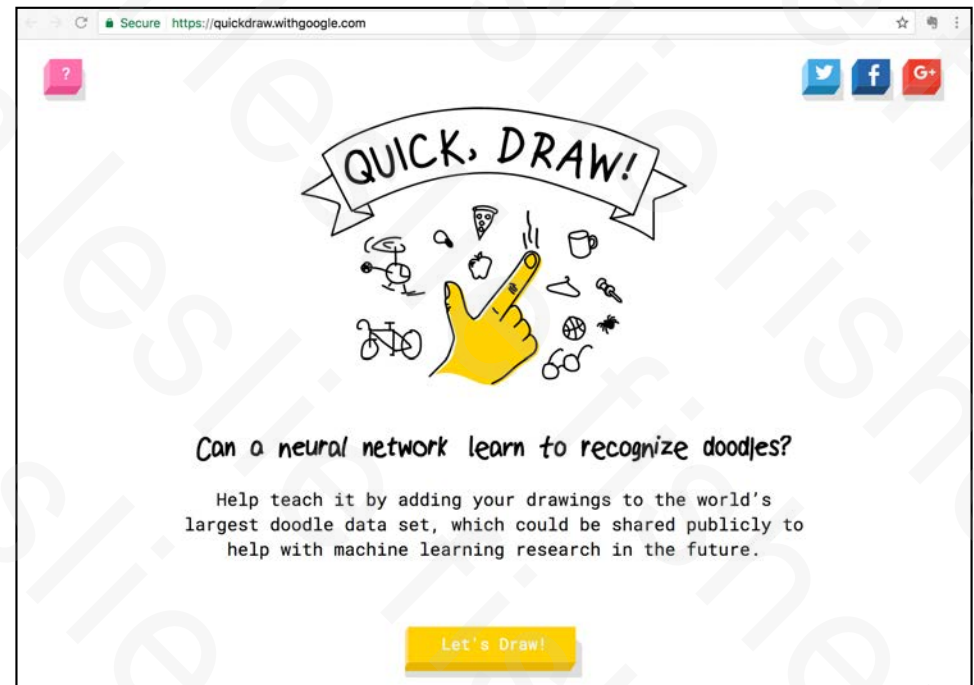 Secure https://quickdraw.withgoogle.com
?
f
G+
QUICK, DRAW!
Can a neural network learn to recognize doodles?
Help teach it by adding your drawings to the world's
largest doodle data set, which could be shared publicly to
help with machine learning research in the future.
Let's Draw!
leslie fisher